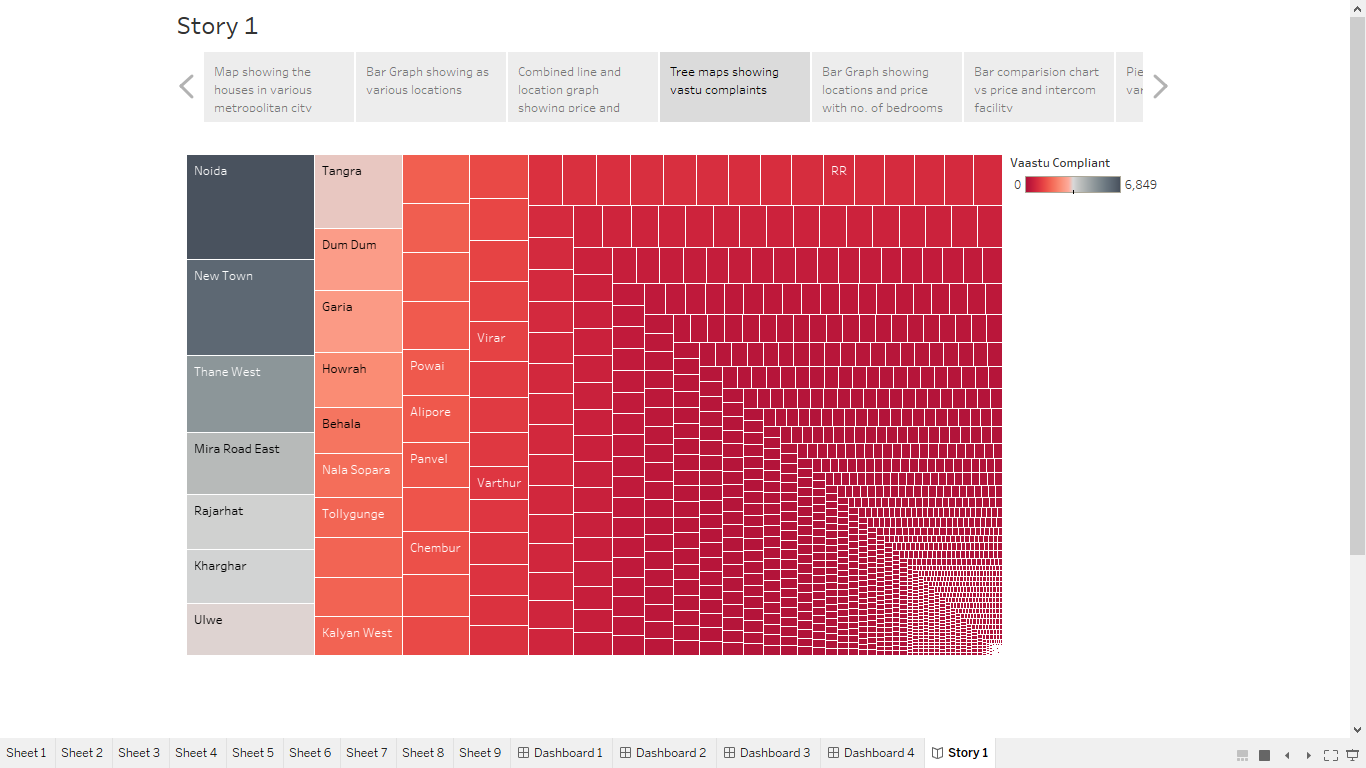 Story 1
Map showing the
houses in various
metropolitan city
Bar Graph showing as
various locations
Combined line and
location graph
showing price and
Tree maps showing
vastu complaints
Bar Graph showing
locations and price
with no. of bedrooms
Bar comparision chart
vs price and intercom
facility
Pie
var
Noida
New Town
Thane West
Mira Road East
Rajarhat
Kharghar
Ulwe
Tangra
Dum Dum
Garia
Howrah
Behala
Nala Sopara
Tollygunge
Kalyan West
Powai
Alipore
Panvel
Chembur
Virar
Varthur
RR
Vaastu Compliant
0 6,849
Sheet 1 Sheet 2 Sheet 3 Sheet 4 Sheet 5 Sheet 6 Sheet 7 Sheet 8 Sheet 9 Dashboard 1 Dashboard 2 Dashboard 3 Dashboard 4 Story 1